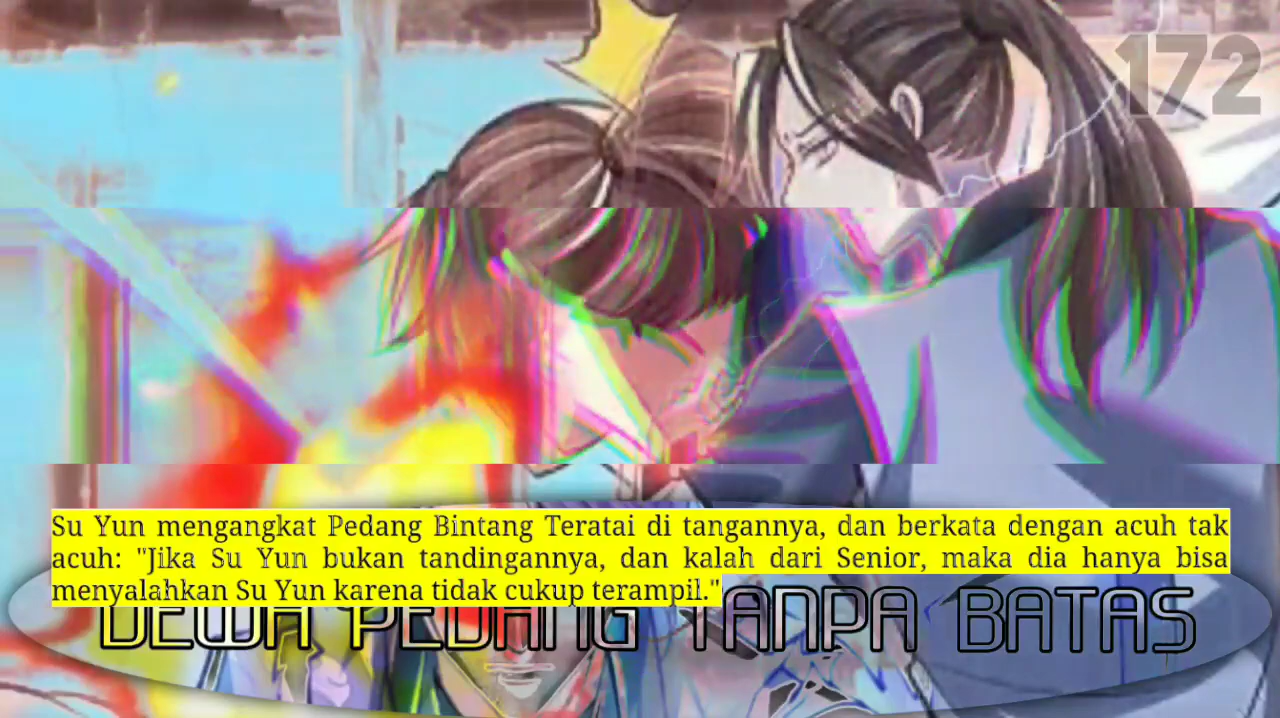 172
Su Yun mengangkat Pedang Bintang Teratai di tangannya, dan berkata dengan acuh tak
acuh: "Jika Su Yun bukan tandingannya, dan kalah dari Senior, maka dia hanya bisa
menyalahkan Su Yun karena tidak cukup terampil."
DEWA PEDANG TANPA BATAS